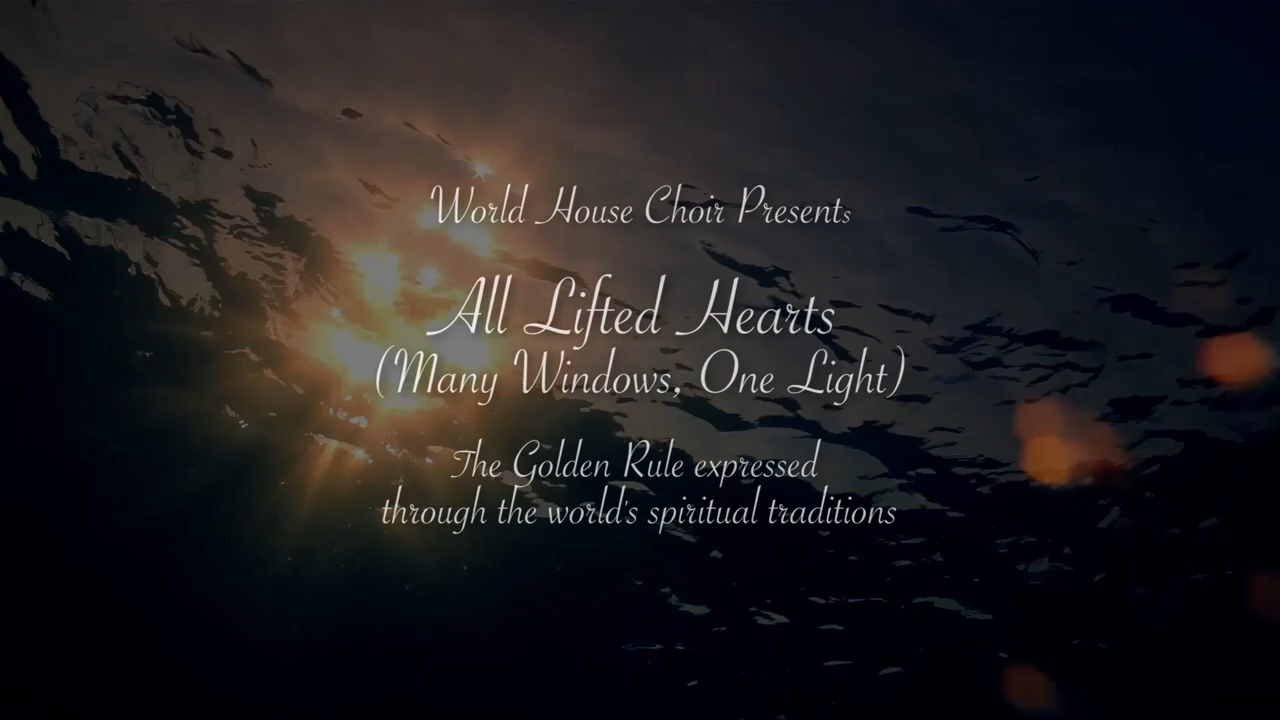 World House Choir Presents
All Lifted Hearts
(Many Windows, One Light)
The Golden Rule expressed
through the world's spiritual traditions